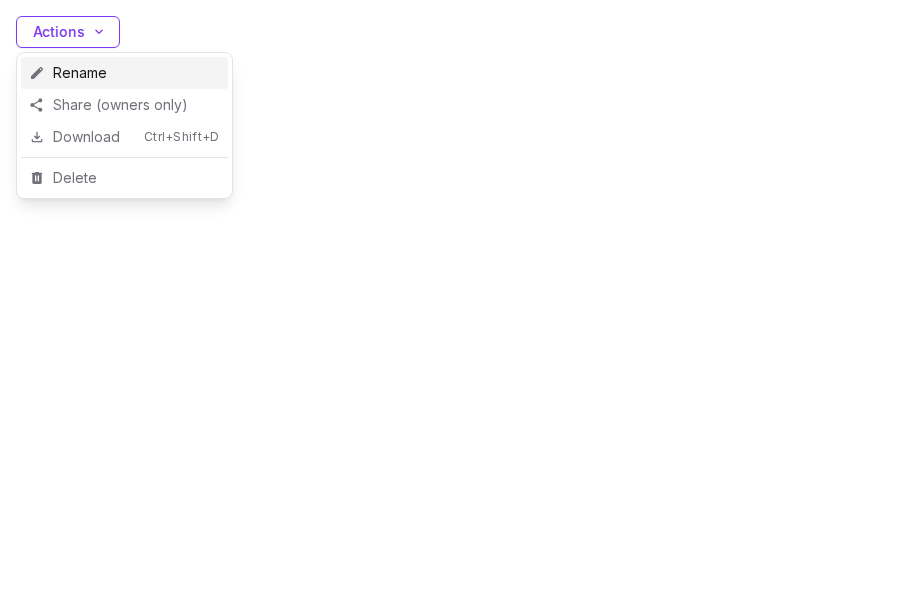 Actions
Rename
Share (owners only)
Download Ctrl+Shift+D
Delete